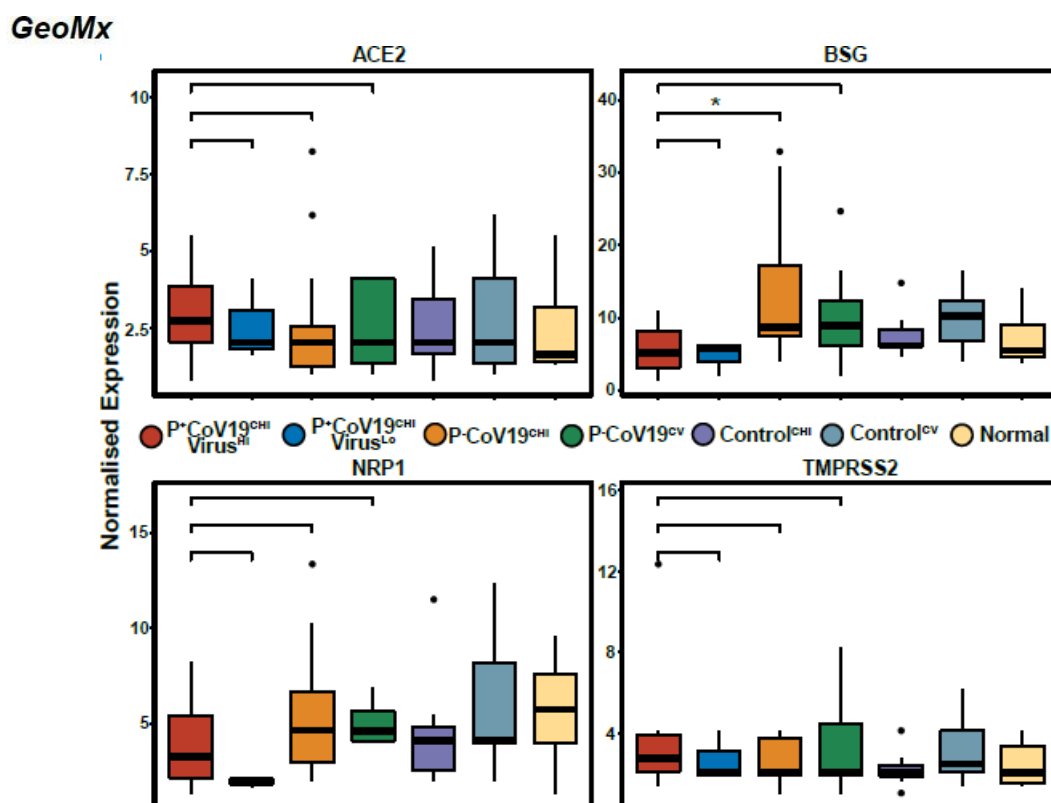 GeoMx
ACE2
BSG
10
7.5
5
2.5
40
30
20
10
0
*
Normalised Expression
P⁺CoV19ᶜᴴᴵ Virusᴴᴵ
P⁺CoV19ᶜᴴᴵ Virusᴸᵒ
P⁻CoV19ᶜᴴᴵ
P⁻CoV19ᶜⱽ
Controlᶜᴴᴵ
Controlᶜⱽ
Normal
NRP1
TMPRSS2
15
10
5
16
12
8
4